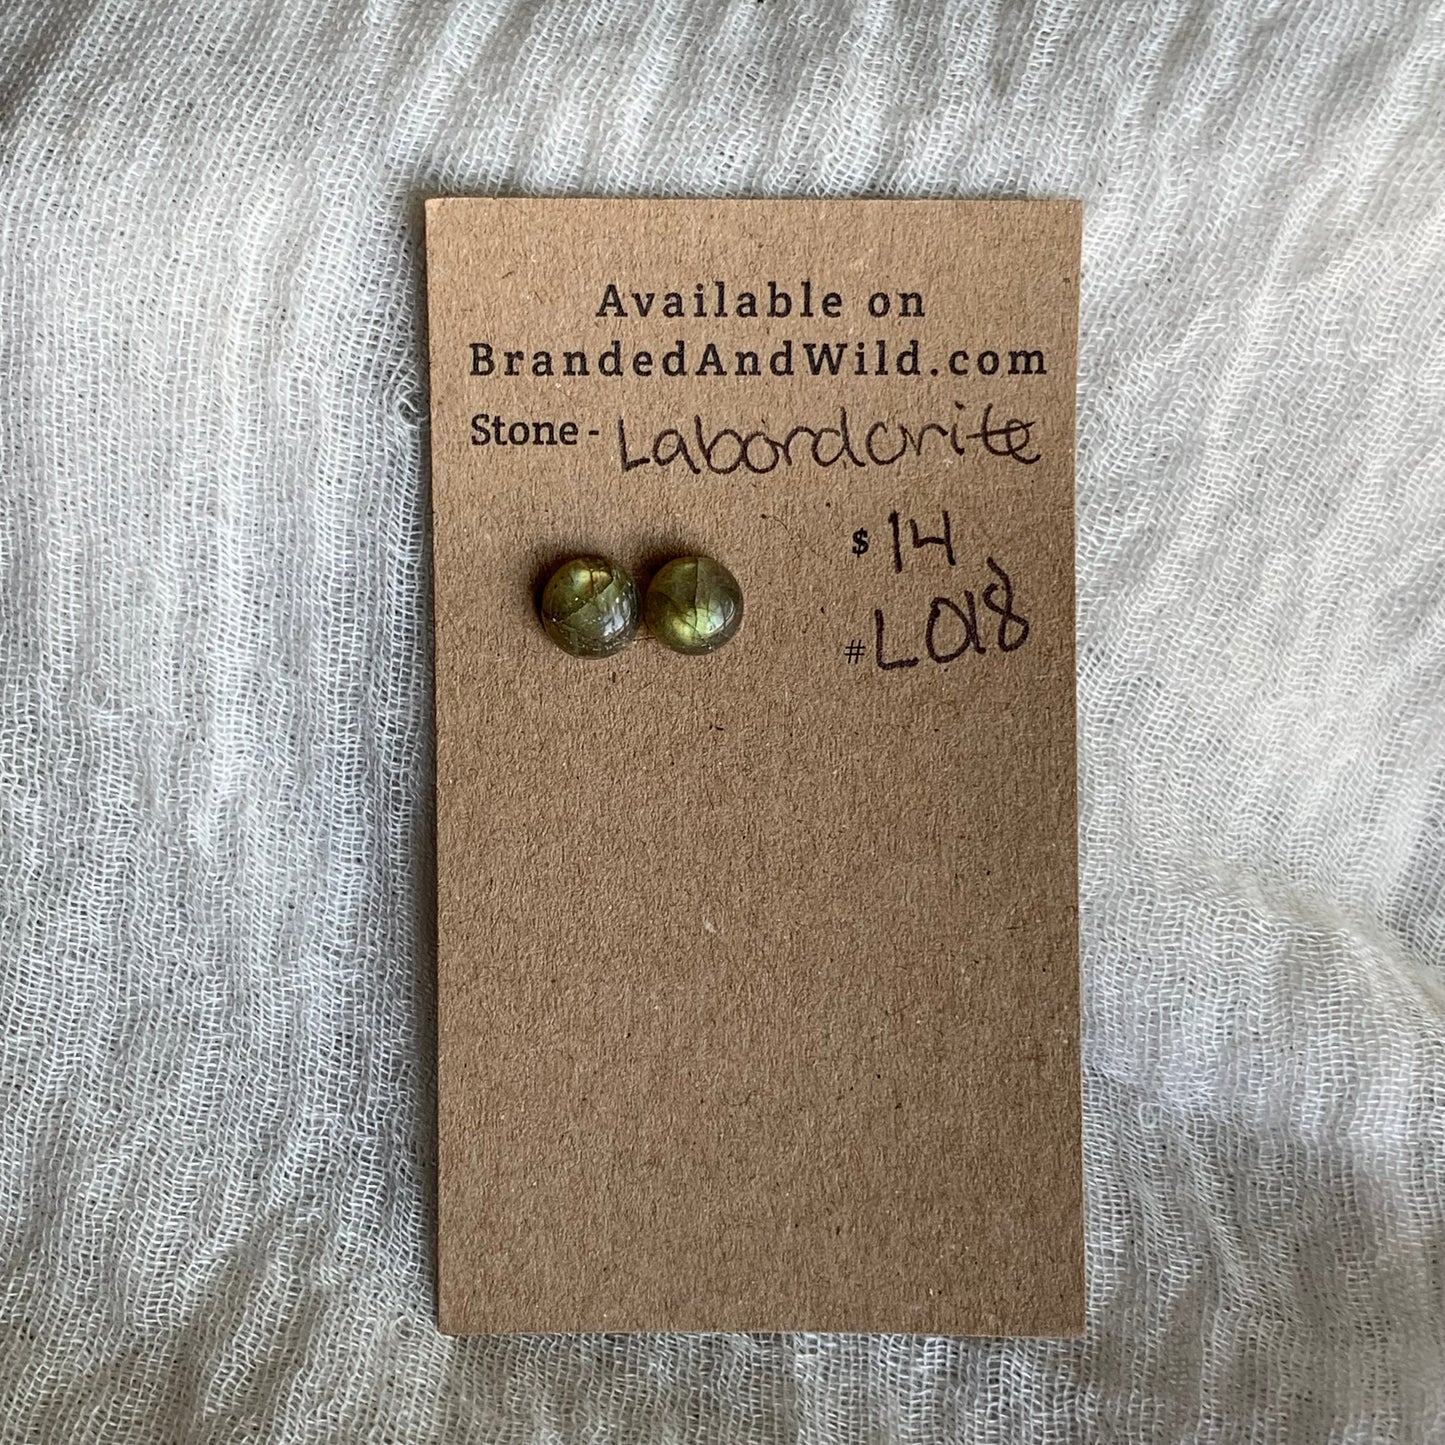 Available on
BrandedAndWild.com
Stone - Labordorite
$ 14
# L018